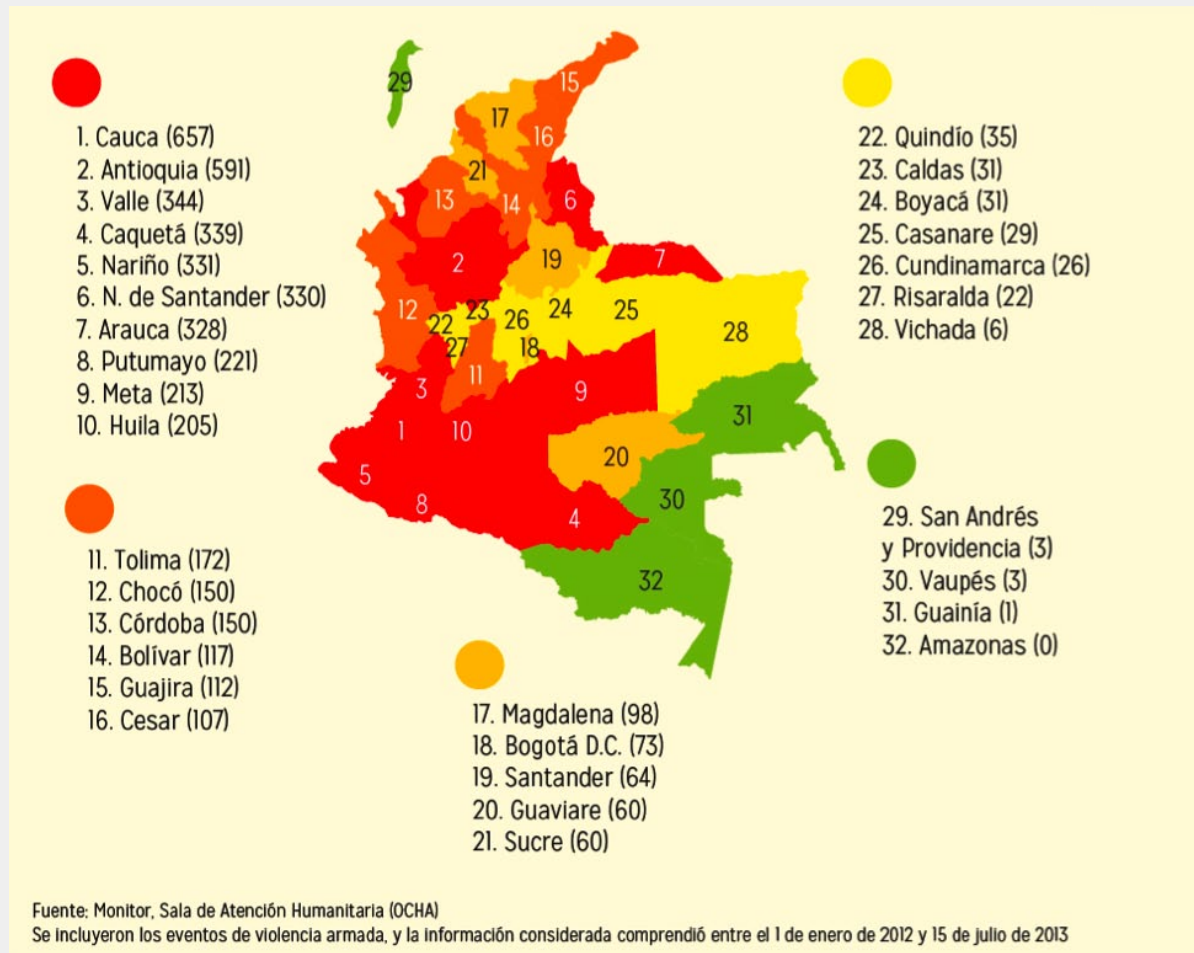 1. Cauca (657)
2. Antioquia (591)
3. Valle (344)
4. Caquetá (339)
5. Nariño (331)
6. N. de Santander (330)
7. Arauca (328)
8. Putumayo (221)
9. Meta (213)
10. Huila (205)
11. Tolima (172)
12. Chocó (150)
13. Córdoba (150)
14. Bolívar (117)
15. Guajira (112)
16. Cesar (107)
29
15
17
16
21
13
14
6
2
19
7
12
22
23
26
24
25
28
27
18
11
3
9
31
1
10
20
5
8
4
30
32
17. Magdalena (98)
18. Bogotá D.C. (73)
19. Santander (64)
20. Guaviare (60)
21. Sucre (60)
22. Quindío (35)
23. Caldas (31)
24. Boyacá (31)
25. Casanare (29)
26. Cundinamarca (26)
27. Risaralda (22)
28. Vichada (6)
29. San Andrés
y Providencia (3)
30. Vaupés (3)
31. Guainía (1)
32. Amazonas (0)
Fuente: Monitor, Sala de Atención Humanitaria (OCHA)
Se incluyeron los eventos de violencia armada, y la información considerada comprendió entre el 1 de enero de 2012 y 15 de julio de 2013